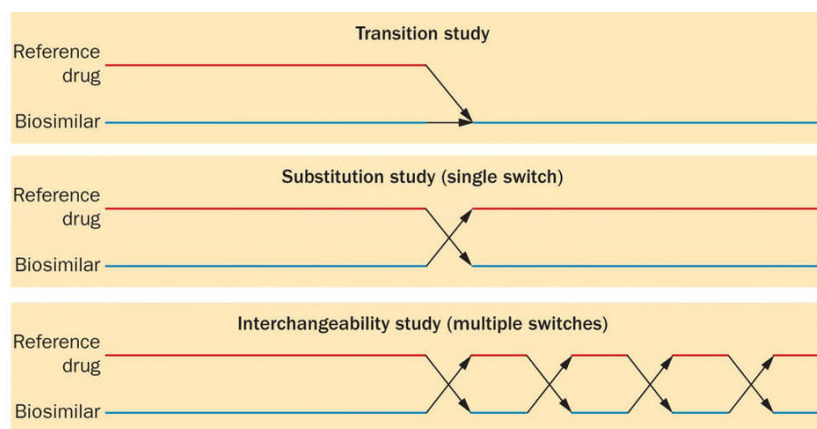 Transition study
Reference
drug
Biosimilar
Substitution study (single switch)
Reference
drug
Biosimilar
Interchangeability study (multiple switches)
Reference
drug
Biosimilar